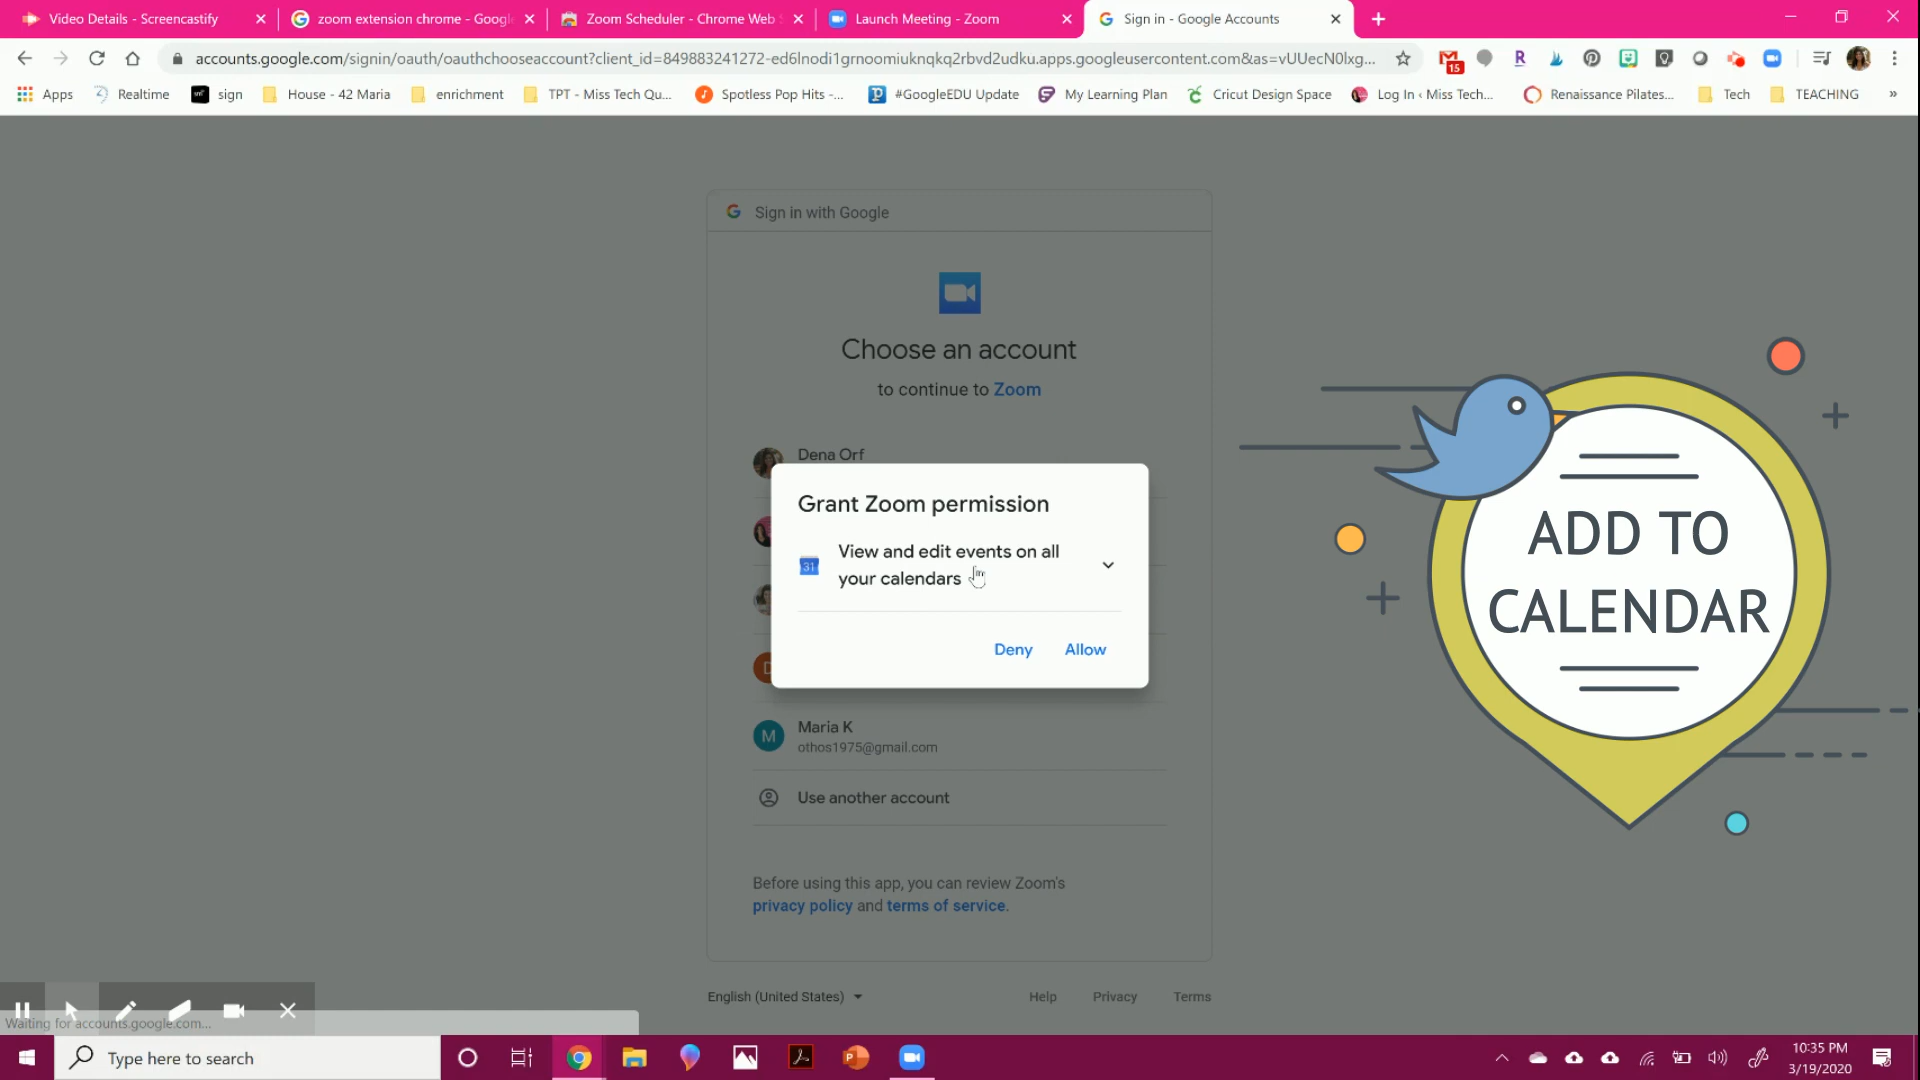 Video Details - Screencastify
zoom extension chrome - Google
Zoom Scheduler - Chrome Web S
Launch Meeting - Zoom
Sign in - Google Accounts
accounts.google.com/signin/oauth/oauthchooseaccount?client_id=849883241272-ed6lnodi1grnoomiuknqkq2rbvd2udku.apps.googleusercontent.com&as=vUUecN0lxg...
15
Apps
Realtime
sign
House - 42 Maria
enrichment
TPT - Miss Tech Qu...
Spotless Pop Hits -...
#GoogleEDU Update
My Learning Plan
Cricut Design Space
Log In ‹ Miss Tech...
Renaissance Pilates...
Tech
TEACHING
»
Sign in with Google
Choose an account
to continue to Zoom
Dena Orf
Grant Zoom permission
31
View and edit events on all
your calendars
Deny
Allow
M
Maria K
othos1975@gmail.com
Use another account
Before using this app, you can review Zoom's
privacy policy and terms of service.
English (United States)
Help
Privacy
Terms
ADD TO
CALENDAR
Waiting for accounts.google.com...
Type here to search
10:35 PM
3/19/2020